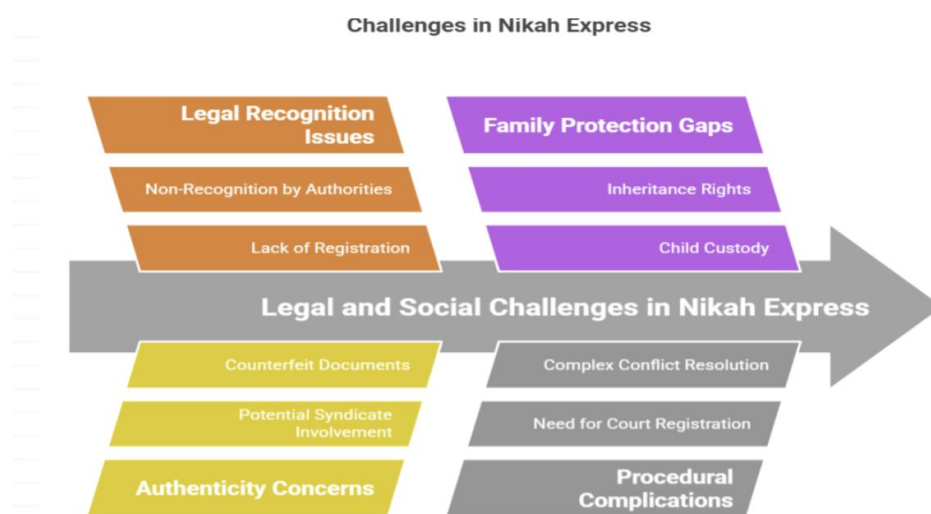 Challenges in Nikah Express
Legal Recognition
Issues
Non-Recognition by Authorities
Lack of Registration
Family Protection Gaps
Inheritance Rights
Child Custody
Legal and Social Challenges in Nikah Express
Counterfeit Documents
Potential Syndicate
Involvement
Authenticity Concerns
Complex Conflict Resolution
Need for Court Registration
Procedural
Complications